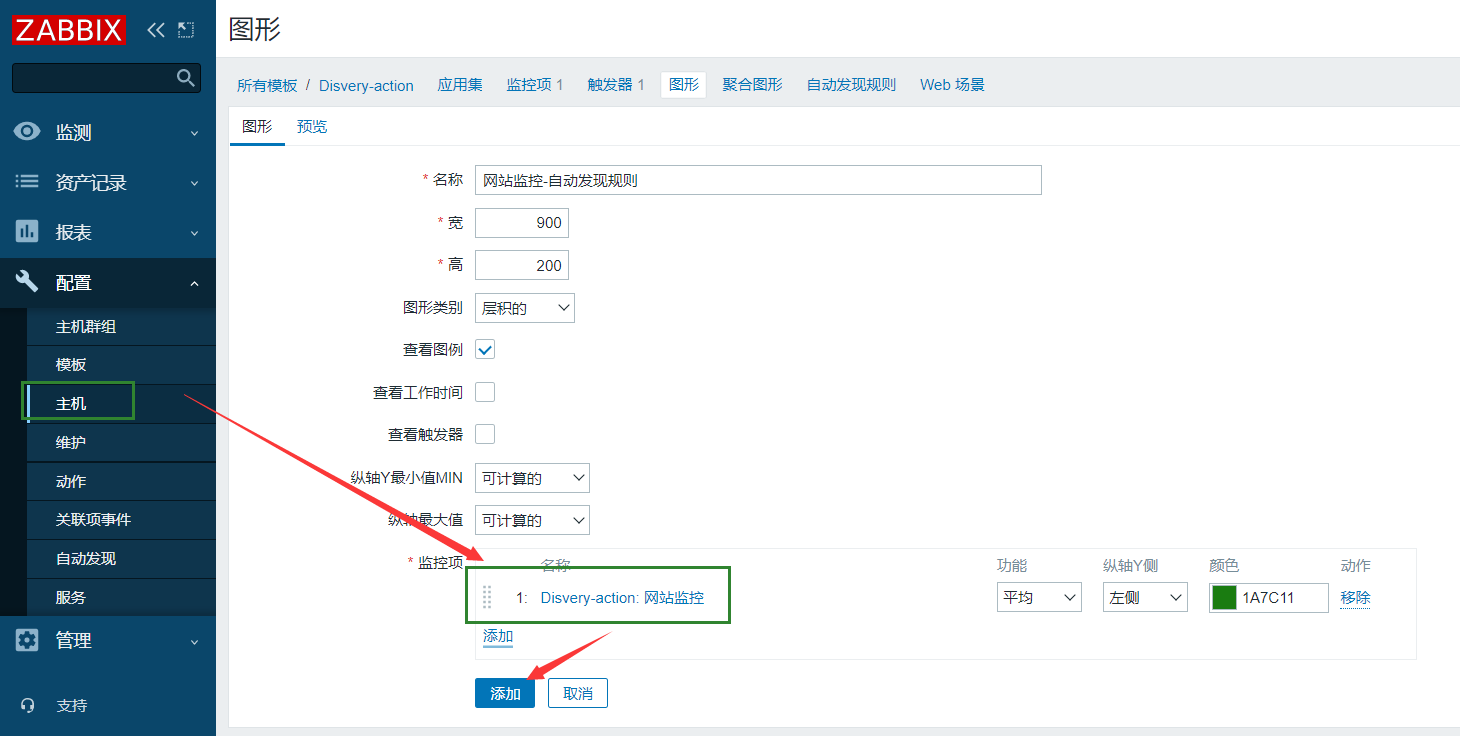 ZABBIX
监测
资产记录
报表
配置
主机群组
模板
主机
维护
动作
关联项事件
自动发现
服务
管理
支持
图形
所有模板 / Disvery-action 应用集 监控项 1 触发器 1 图形 聚合图形 自动发现规则 Web 场景
图形 预览
* 名称 网站监控-自动发现规则
* 宽 900
* 高 200
图形类别 层积的
查看图例
查看工作时间
查看触发器
纵轴Y最小值MIN 可计算的
纵轴最大值 可计算的
* 监控项 名称 功能 纵轴Y侧 颜色 动作
1: Disvery-action: 网站监控 平均 左侧 1A7C11 移除
添加
添加 取消